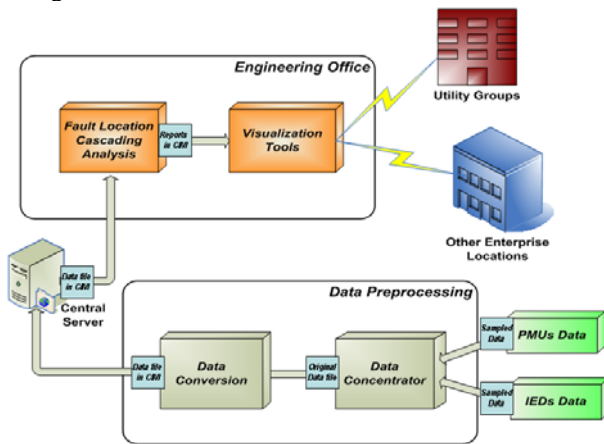 Engineering Office
Utility Groups
Fault Location
Cascading
Analysis
Reports
in CIM
Visualization
Tools
Other Enterprise
Locations
Data file
in CIM
Central
Server
Data Preprocessing
Data file
in CIM
Data
Conversion
Original
Data file
Data
Concentrator
Sampled
Data
PMUs Data
Sampled
Data
IEDs Data